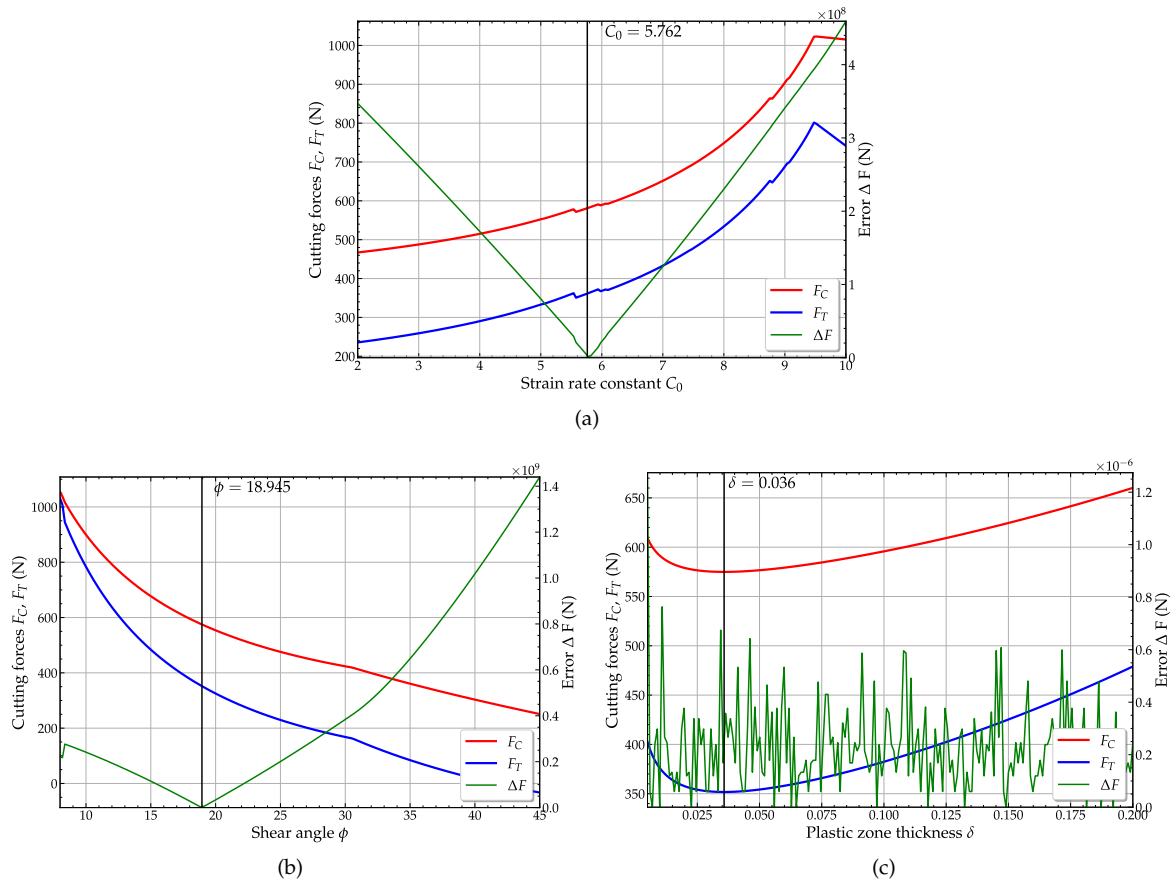 ×10⁸
C₀ = 5.762
1000
900
800
700
600
500
400
300
200
4
3
2
1
0
Cutting forces F_C, F_T (N)
Error Δ F (N)
F_C
F_T
ΔF
2 3 4 5 6 7 8 9 10
Strain rate constant C₀
(a)
×10⁹
ϕ = 18.945
1000
800
600
400
200
0
1.4
1.2
1.0
0.8
0.6
0.4
0.2
0.0
Cutting forces F_C, F_T (N)
Error Δ F (N)
F_C
F_T
ΔF
10 15 20 25 30 35 40 45
Shear angle ϕ
(b)
×10⁻⁶
δ = 0.036
650
600
550
500
450
400
350
1.2
1.0
0.8
0.6
0.4
0.2
0.0
Cutting forces F_C, F_T (N)
Error Δ F (N)
F_C
F_T
ΔF
0.025 0.050 0.075 0.100 0.125 0.150 0.175 0.200
Plastic zone thickness δ
(c)